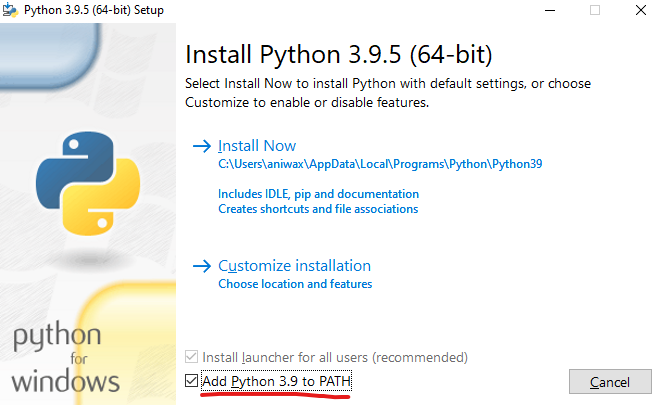 Python 3.9.5 (64-bit) Setup
Install Python 3.9.5 (64-bit)
Select Install Now to install Python with default settings, or choose
Customize to enable or disable features.
Install Now
C:\Users\aniwax\AppData\Local\Programs\Python\Python39
Includes IDLE, pip and documentation
Creates shortcuts and file associations
Customize installation
Choose location and features
python
for
windows
Install launcher for all users (recommended)
Add Python 3.9 to PATH
Cancel